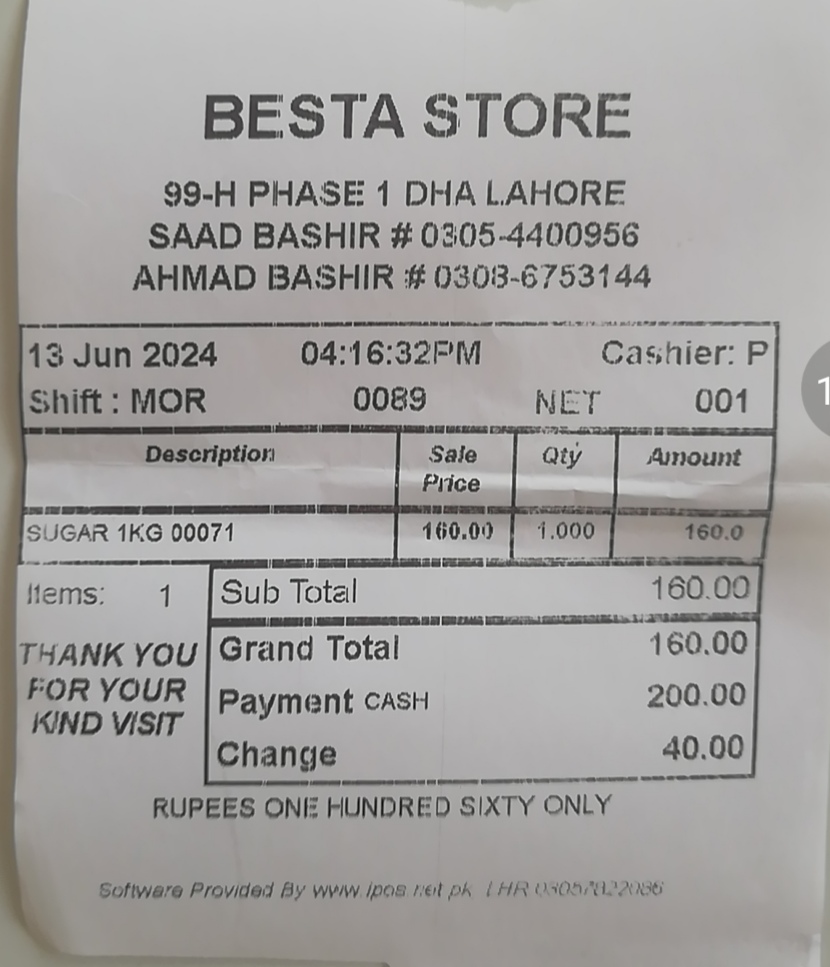 BESTA STORE
99-H PHASE 1 DHA LAHORE
SAAD BASHIR # 0305-4400956
AHMAD BASHIR # 0308-6753144
13 Jun 2024 04:16:32PM Cashier: P
Shift : MOR 0089 NET 001
Description Sale Price Qty Amount
SUGAR 1KG 00071 160.00 1.000 160.0
Items: 1 Sub Total 160.00
THANK YOU Grand Total 160.00
FOR YOUR Payment CASH 200.00
KIND VISIT Change 40.00
RUPEES ONE HUNDRED SIXTY ONLY
Software Provided By www.ipos.net.pk LHR
1